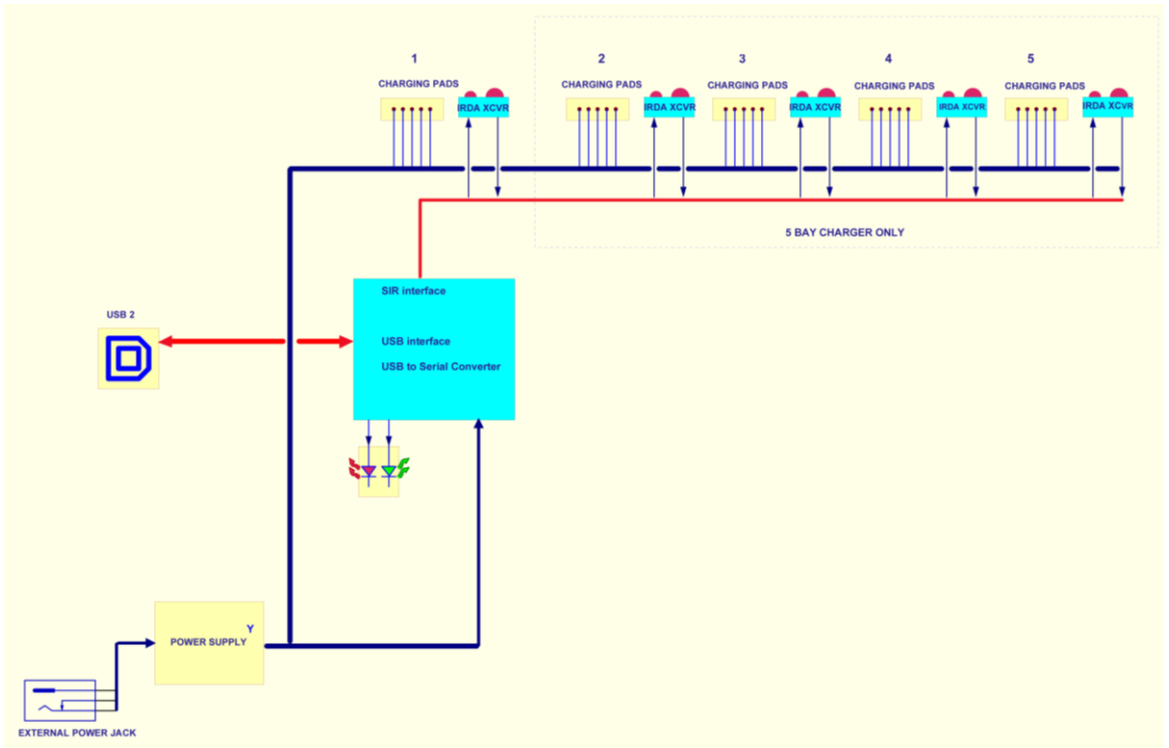 1
2
3
4
5
CHARGING PADS
CHARGING PADS
CHARGING PADS
CHARGING PADS
CHARGING PADS
IRDA XCVR
IRDA XCVR
IRDA XCVR
IRDA XCVR
IRDA XCVR
5 BAY CHARGER ONLY
SIR interface
USB 2
USB interface
USB to Serial Converter
Y
POWER SUPPLY
EXTERNAL POWER JACK